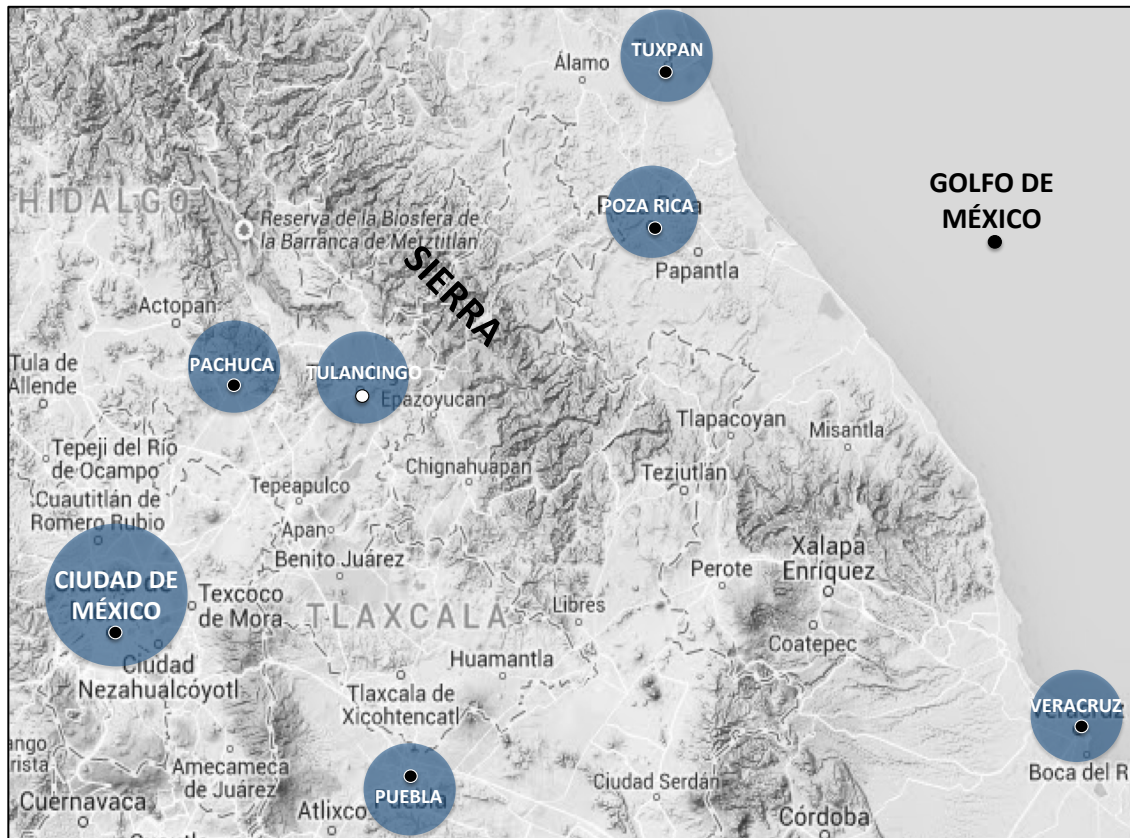 TUXPAN
Álamo
HIDALGO
Reserva de la Biosfera de
la Barranca de Metztitlán
POZA RICA
GOLFO DE
MÉXICO
Papantla
SIERRA
Actopan
Tula de
Allende
PACHUCA
TULANCINGO
Epazoyucan
Tlapacoyan
Misantla
Tepeji del Río
de Ocampo
Chignahuapan
Teziutlán
Cuautitlán de
Romero Rubio
Tepeapulco
Apan
Benito Juárez
Xalapa
Enríquez
Perote
CIUDAD DE
MÉXICO
Texcoco
de Mora
TLAXCALA
Libres
Coatepec
Ciudad
Nezahualcóyotl
Huamantla
Tlaxcala de
Xicohtencatl
VERACRUZ
Boca del R
Amecameca
de Juárez
PUEBLA
Ciudad Serdán
Cuernavaca
Atlixco
Córdoba